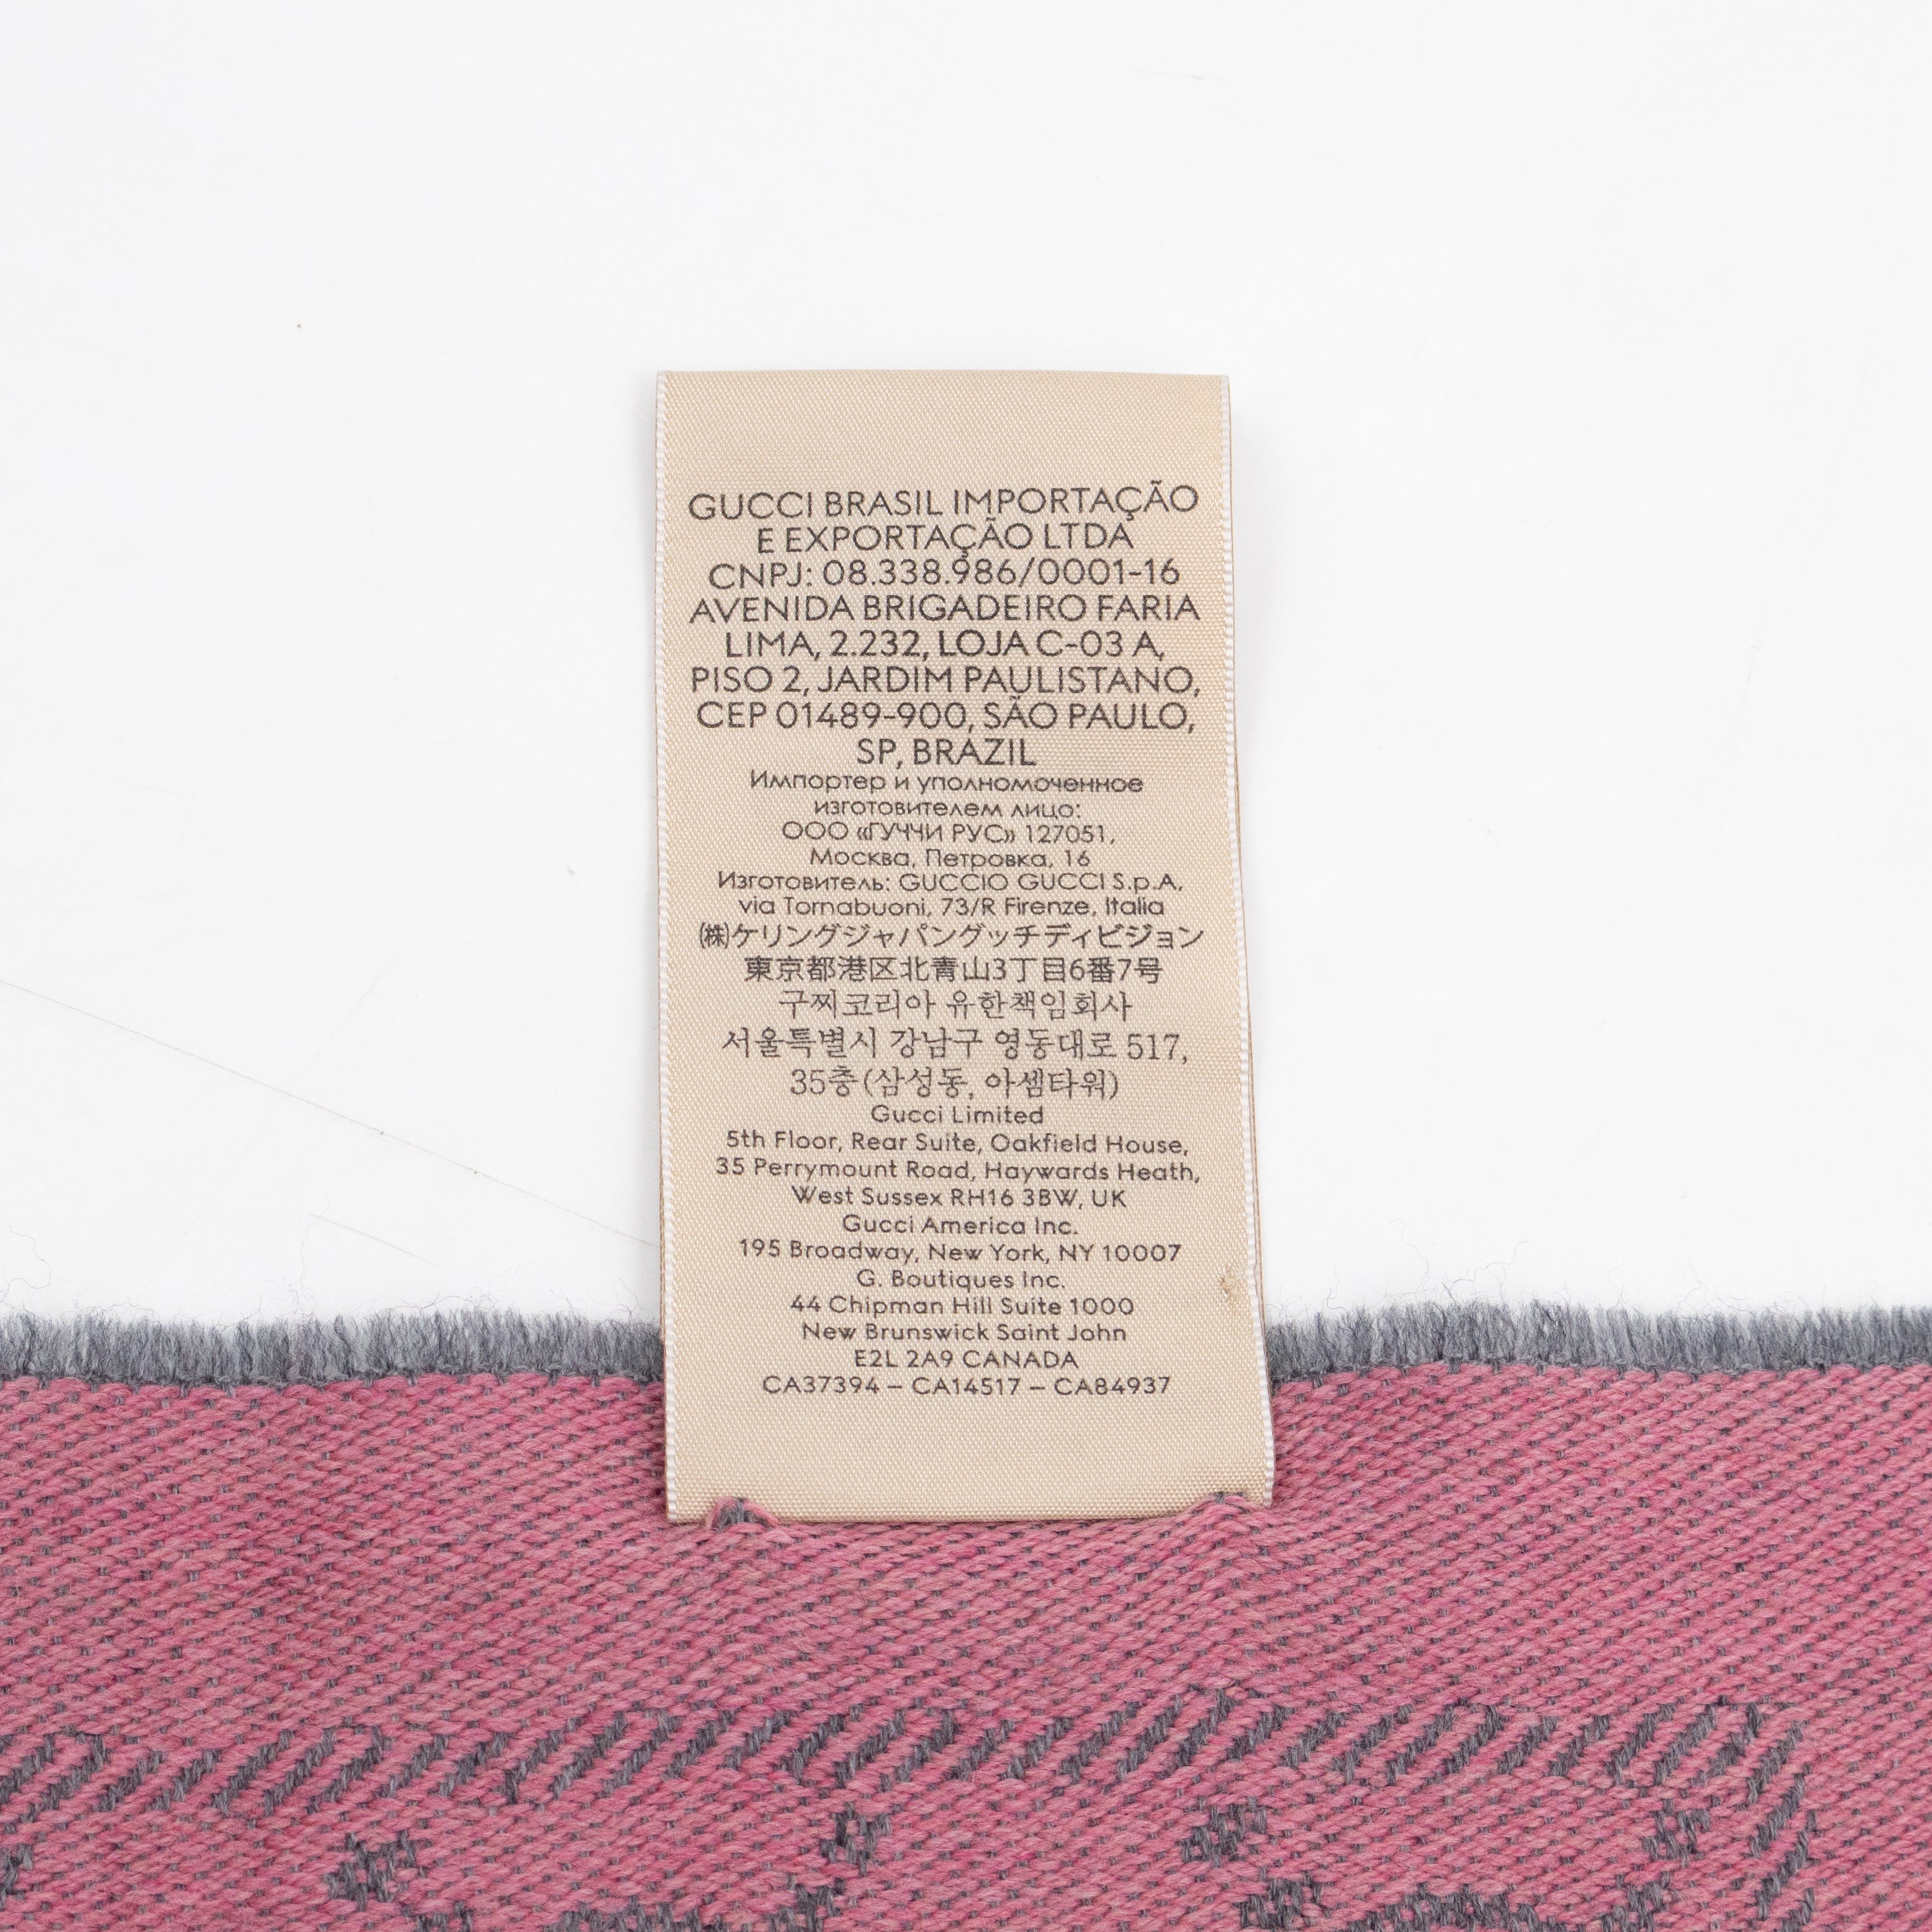 GUCCI BRASIL IMPORTAÇÃO
E EXPORTAÇÃO LTDA
CNPJ: 08.338.986/0001-16
AVENIDA BRIGADEIRO FARIA
LIMA, 2.232, LOJA C-03 A,
PISO 2, JARDIM PAULISTANO,
CEP 01489-900, SÃO PAULO,
SP, BRAZIL
Импортер и уполномоченное
изготовителем лицо:
ООО «ГУЧЧИ РУС» 127051,
Москва, Петровка, 16
Изготовитель: GUCCIO GUCCI S.p.A,
via Tornabuoni, 73/R Firenze, Italia
㈱ケリングジャパングッチディビジョン
東京都港区北青山3丁目6番7号
구찌코리아 유한책임회사
서울특별시 강남구 영동대로 517,
35층(삼성동, 아셈타워)
Gucci Limited
5th Floor, Rear Suite, Oakfield House,
35 Perrymount Road, Haywards Heath,
West Sussex RH16 3BW, UK
Gucci America Inc.
195 Broadway, New York, NY 10007
G. Boutiques Inc.
44 Chipman Hill Suite 1000
New Brunswick Saint John
E2L 2A9 CANADA
CA37394 – CA14517 – CA84937